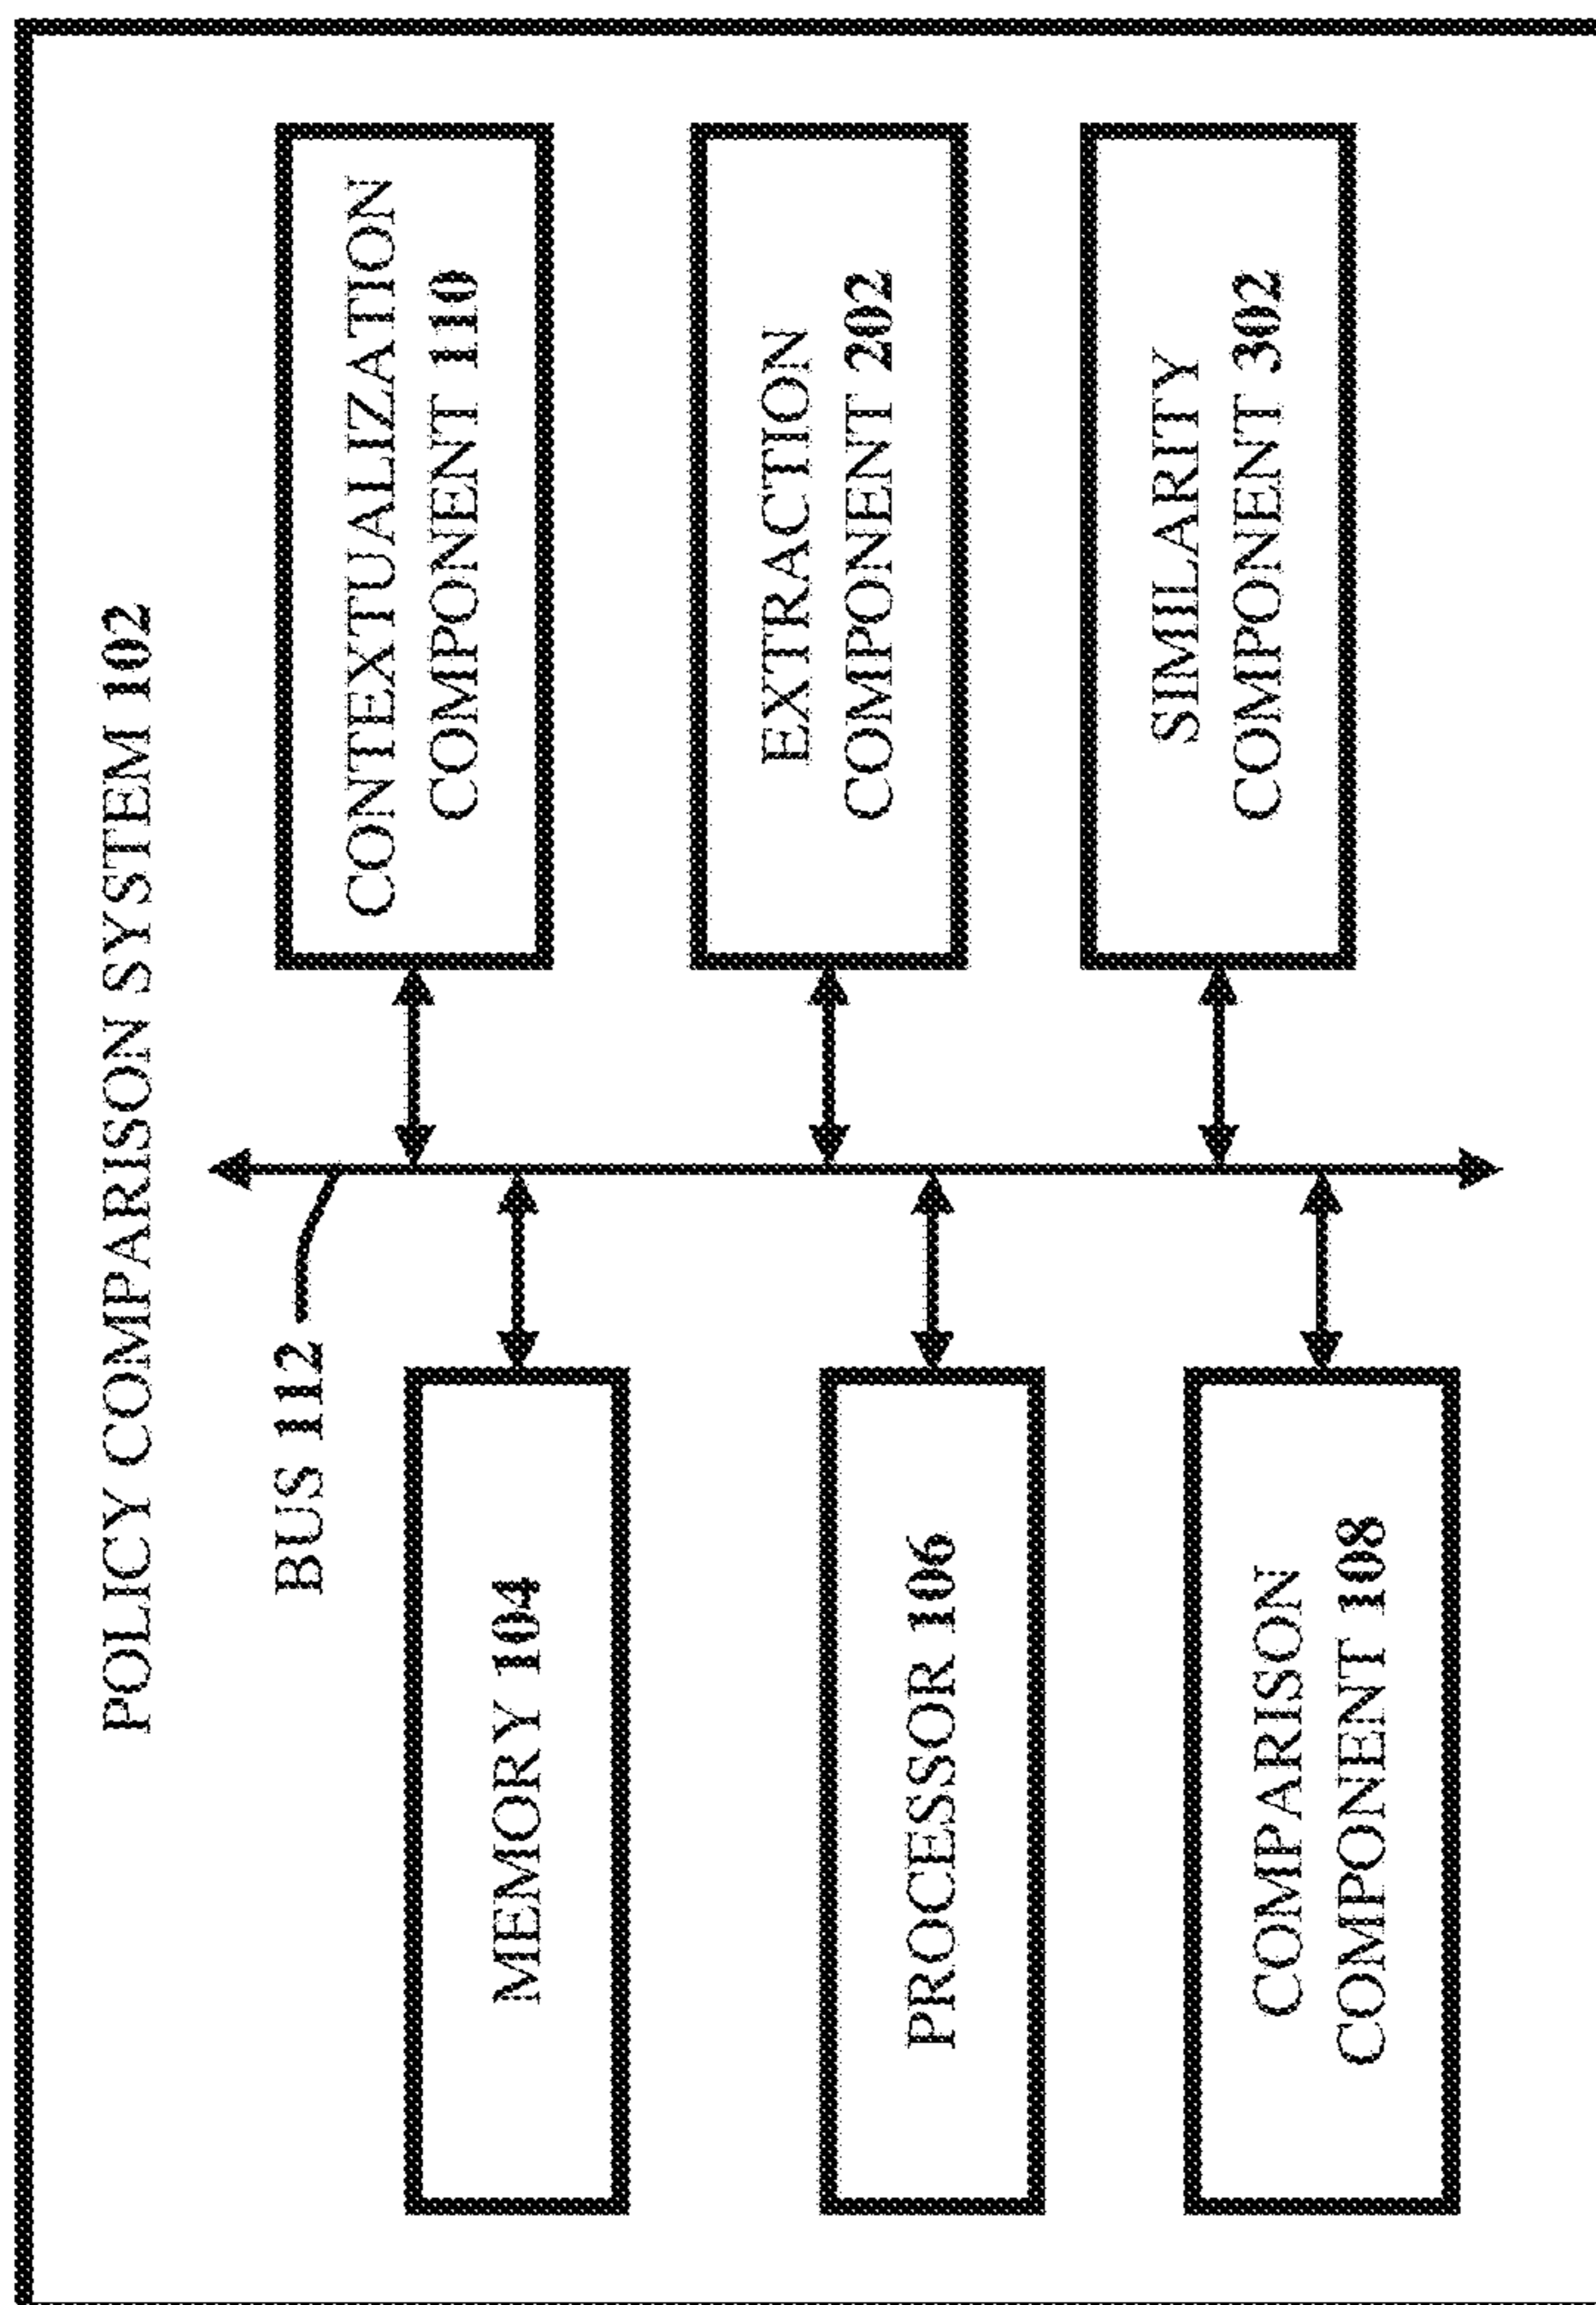 POLICY COMPARISON SYSTEM 102
BUS 112
MEMORY 104
PROCESSOR 106
COMPARISON
COMPONENT 108
CONTEXTUALIZATION
COMPONENT 110
EXTRACTION
COMPONENT 202
SIMILARITY
COMPONENT 302